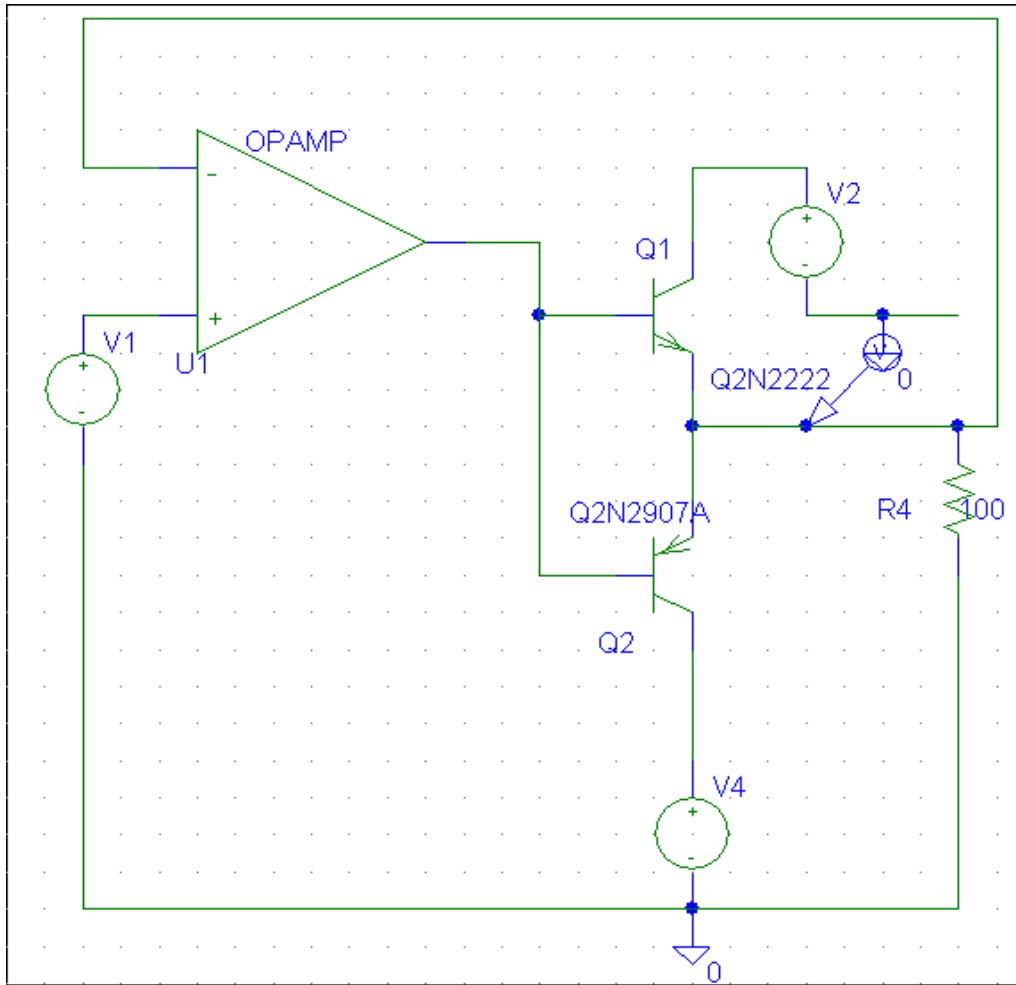 OPAMP
-
+
U1
V1
+
-
Q1
V2
+
-
V
0
Q2N2222
Q2N2907A
R4
100
Q2
V4
+
-
0